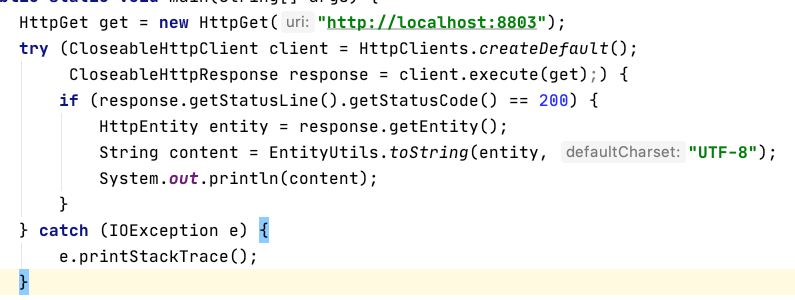 HttpGet get = new HttpGet( uri: "http://localhost:8803");
try (CloseableHttpClient client = HttpClients.createDefault();
CloseableHttpResponse response = client.execute(get);) {
if (response.getStatusLine().getStatusCode() == 200) {
HttpEntity entity = response.getEntity();
String content = EntityUtils.toString(entity, defaultCharset: "UTF-8");
System.out.println(content);
}
} catch (IOException e) {
e.printStackTrace();
}